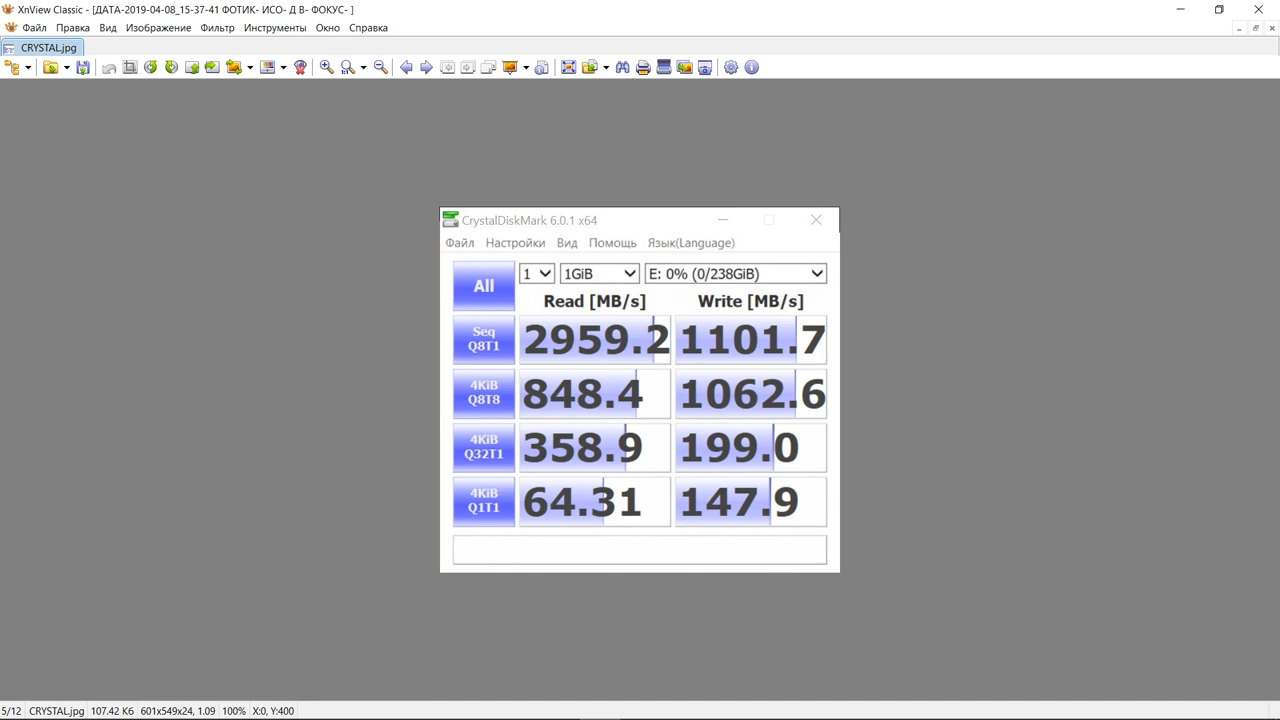 XnView Classic - [ДАТА-2019-04-08_15-37-41 ФОТИК- ИСО- Д В- ФОКУС- ]
Файл Правка Вид Изображение Фильтр Инструменты Окно Справка
CRYSTAL.jpg
CrystalDiskMark 6.0.1 x64
Файл Настройки Вид Помощь Язык(Language)
All 1 1GiB E: 0% (0/238GiB)
Read [MB/s] Write [MB/s]
Seq Q8T1 2959.2 1101.7
4KiB Q8T8 848.4 1062.6
4KiB Q32T1 358.9 199.0
4KiB Q1T1 64.31 147.9
5/12 CRYSTAL.jpg 107.42 Кб 601x549x24, 1.09 100% X:0, Y:400